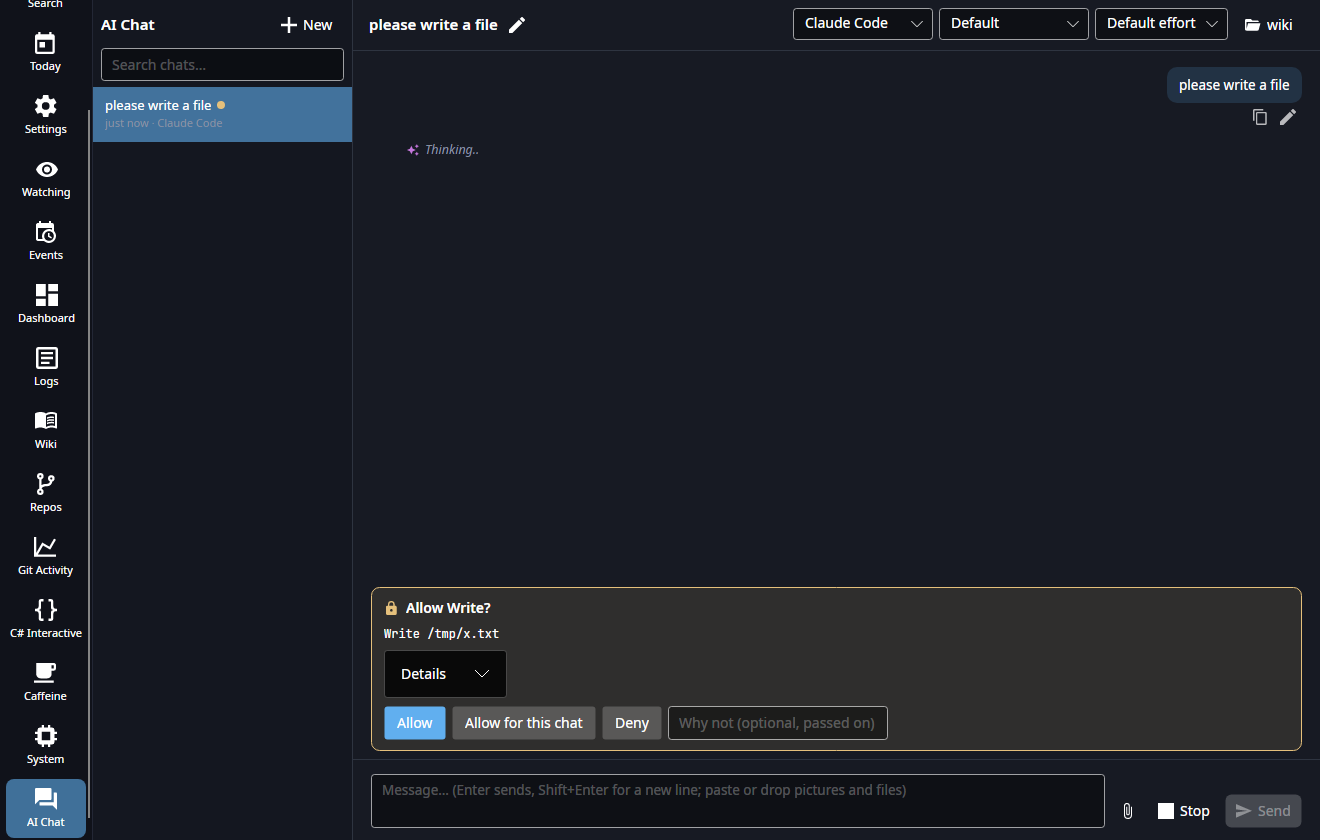 Search
Today
Settings
Watching
Events
Dashboard
Logs
Wiki
Repos
Git Activity
C# Interactive
Caffeine
System
AI Chat
AI Chat
New
Search chats...
please write a file
just now · Claude Code
please write a file
Claude Code
Default
Default effort
wiki
please write a file
Thinking..
Allow Write?
Write /tmp/x.txt
Details
Allow
Allow for this chat
Deny
Why not (optional, passed on)
Message... (Enter sends, Shift+Enter for a new line; paste or drop pictures and files)
Stop
Send